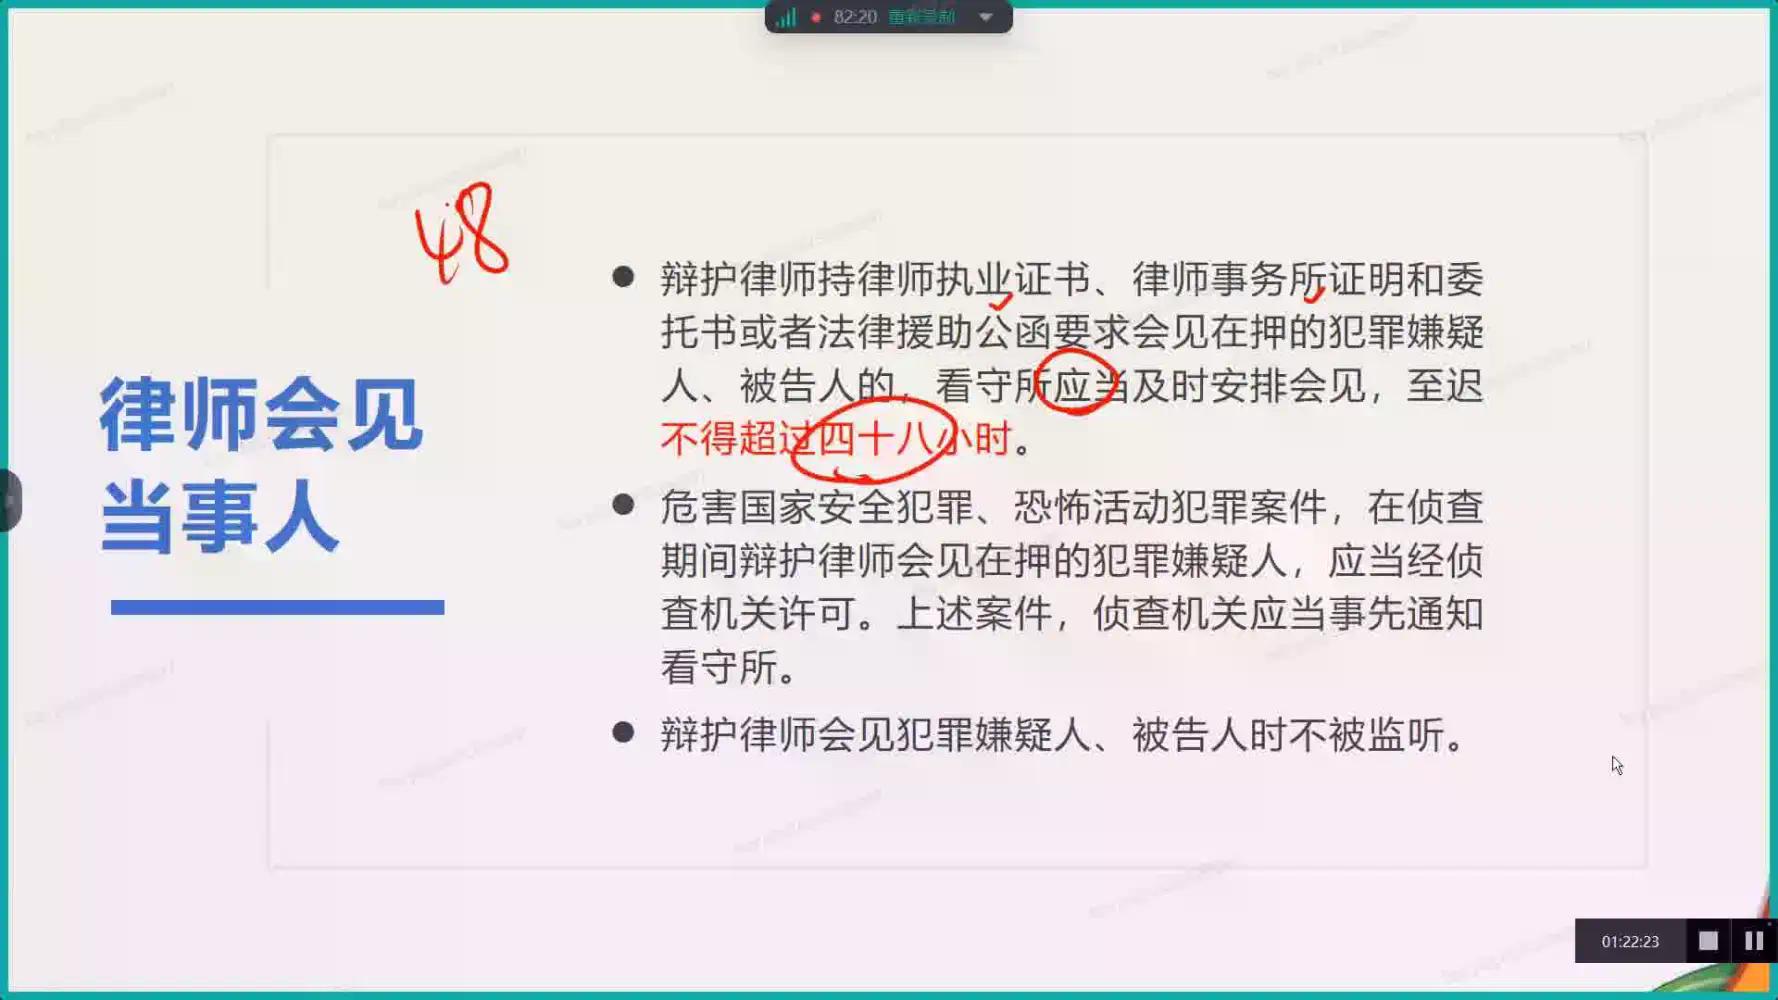 82:20
48
律师会见
当事人
辩护律师持律师执业证书、律师事务所证明和委
托书或者法律援助公函要求会见在押的犯罪嫌疑
人、被告人的，看守所应当及时安排会见，至迟
不得超过四十八小时。
危害国家安全犯罪、恐怖活动犯罪案件，在侦查
期间辩护律师会见在押的犯罪嫌疑人，应当经侦
查机关许可。上述案件，侦查机关应当事先通知
看守所。
辩护律师会见犯罪嫌疑人、被告人时不被监听。
01:22:23